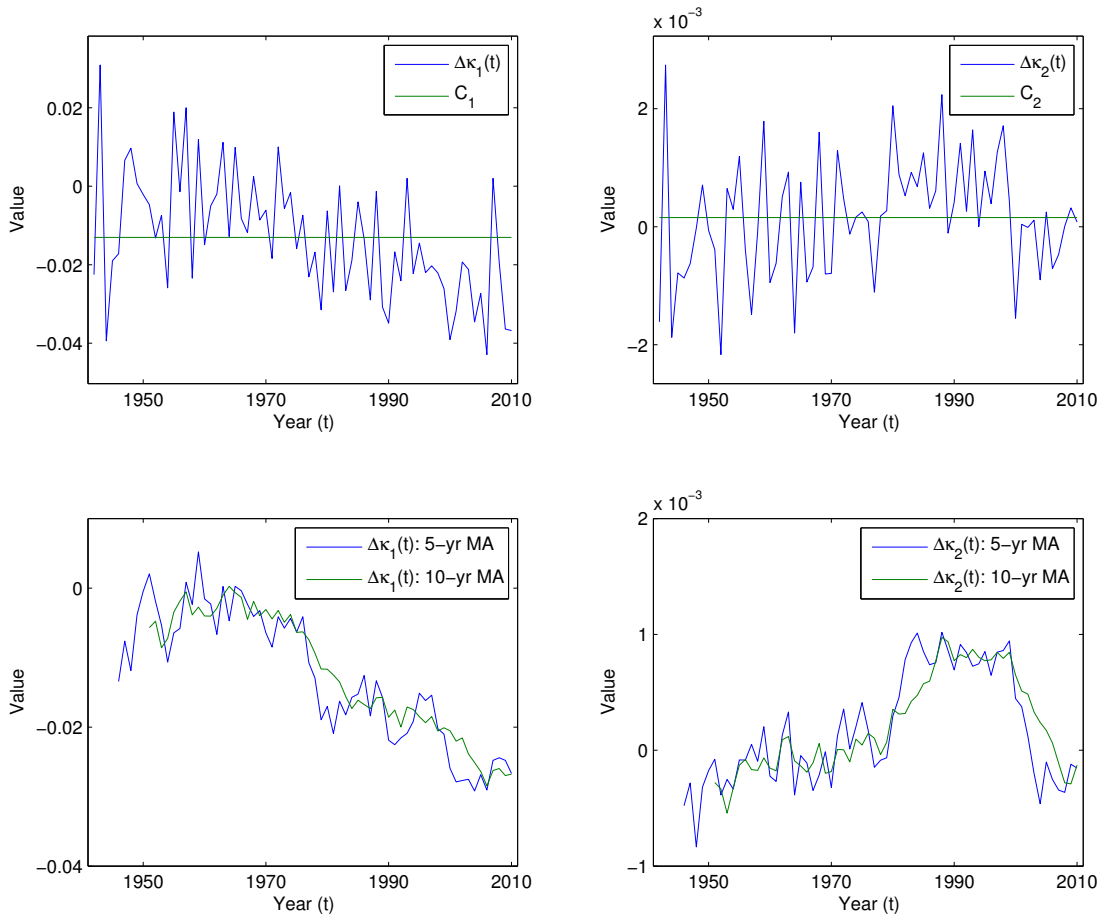 Δκ₁(t)
C₁
0.02
0
−0.02
−0.04
Value
1950 1970 1990 2010
Year (t)
x 10⁻³
Δκ₂(t)
C₂
2
0
−2
Value
1950 1970 1990 2010
Year (t)
Δκ₁(t): 5−yr MA
Δκ₁(t): 10−yr MA
0
−0.02
−0.04
Value
1950 1970 1990 2010
Year (t)
x 10⁻³
Δκ₂(t): 5−yr MA
Δκ₂(t): 10−yr MA
2
1
0
−1
Value
1950 1970 1990 2010
Year (t)